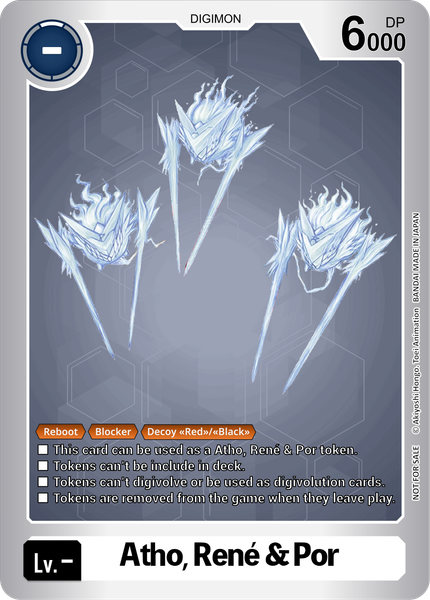 DIGIMON
-
DP
6000
Reboot Blocker Decoy «Red»/«Black»
■ This card can be used as a Atho, René & Por token.
■ Tokens can't be include in deck.
■ Tokens can't digivolve or be used as digivolution cards.
■ Tokens are removed from the game when they leave play.
NOT FOR SALE © Akiyoshi Hongo, Toei Animation BANDAI MADE IN JAPAN
Lv.- Atho, René & Por